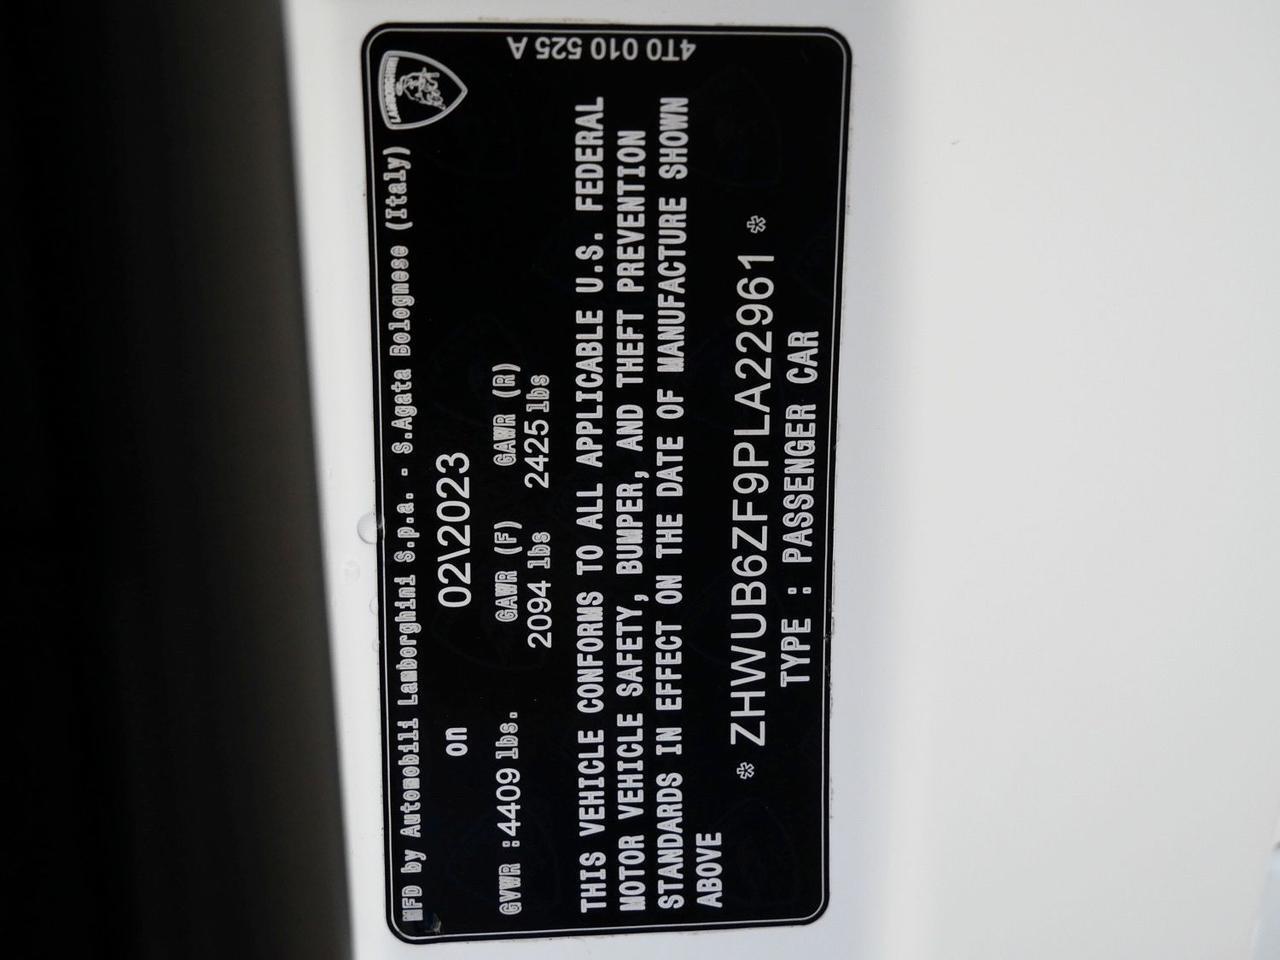 MFD by Automobili Lamborghini S.p.a. - S.Agata Bolognese (Italy)
LAMBORGHINI
on 02\2023
GVWR :4409 lbs. GAWR (F) GAWR (R)
2094 lbs 2425 lbs
THIS VEHICLE CONFORMS TO ALL APPLICABLE U.S. FEDERAL
MOTOR VEHICLE SAFETY, BUMPER, AND THEFT PREVENTION
STANDARDS IN EFFECT ON THE DATE OF MANUFACTURE SHOWN
ABOVE
* ZHWUB6ZF9PLA22961 *
TYPE : PASSENGER CAR
4T0 010 525 A